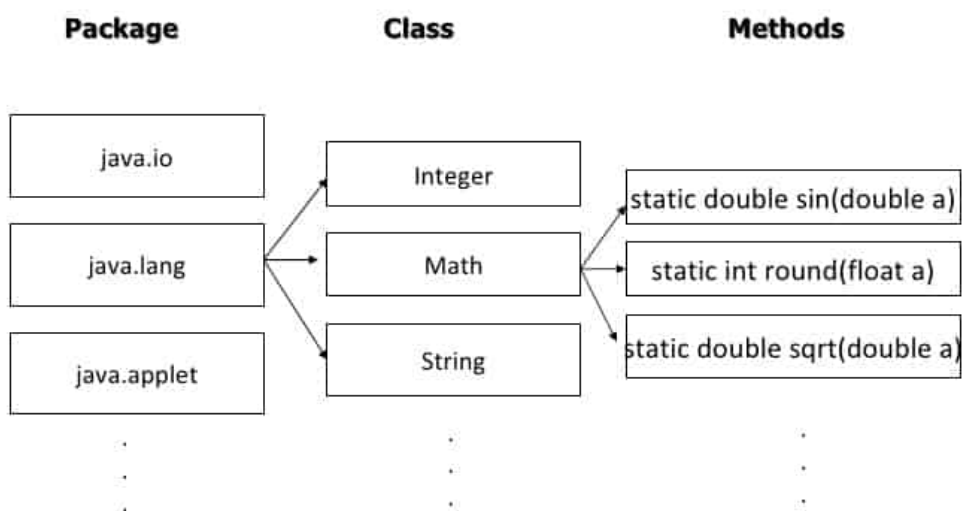 Package
Class
Methods
java.io
java.lang
java.applet
Integer
Math
String
static double sin(double a)
static int round(float a)
static double sqrt(double a)